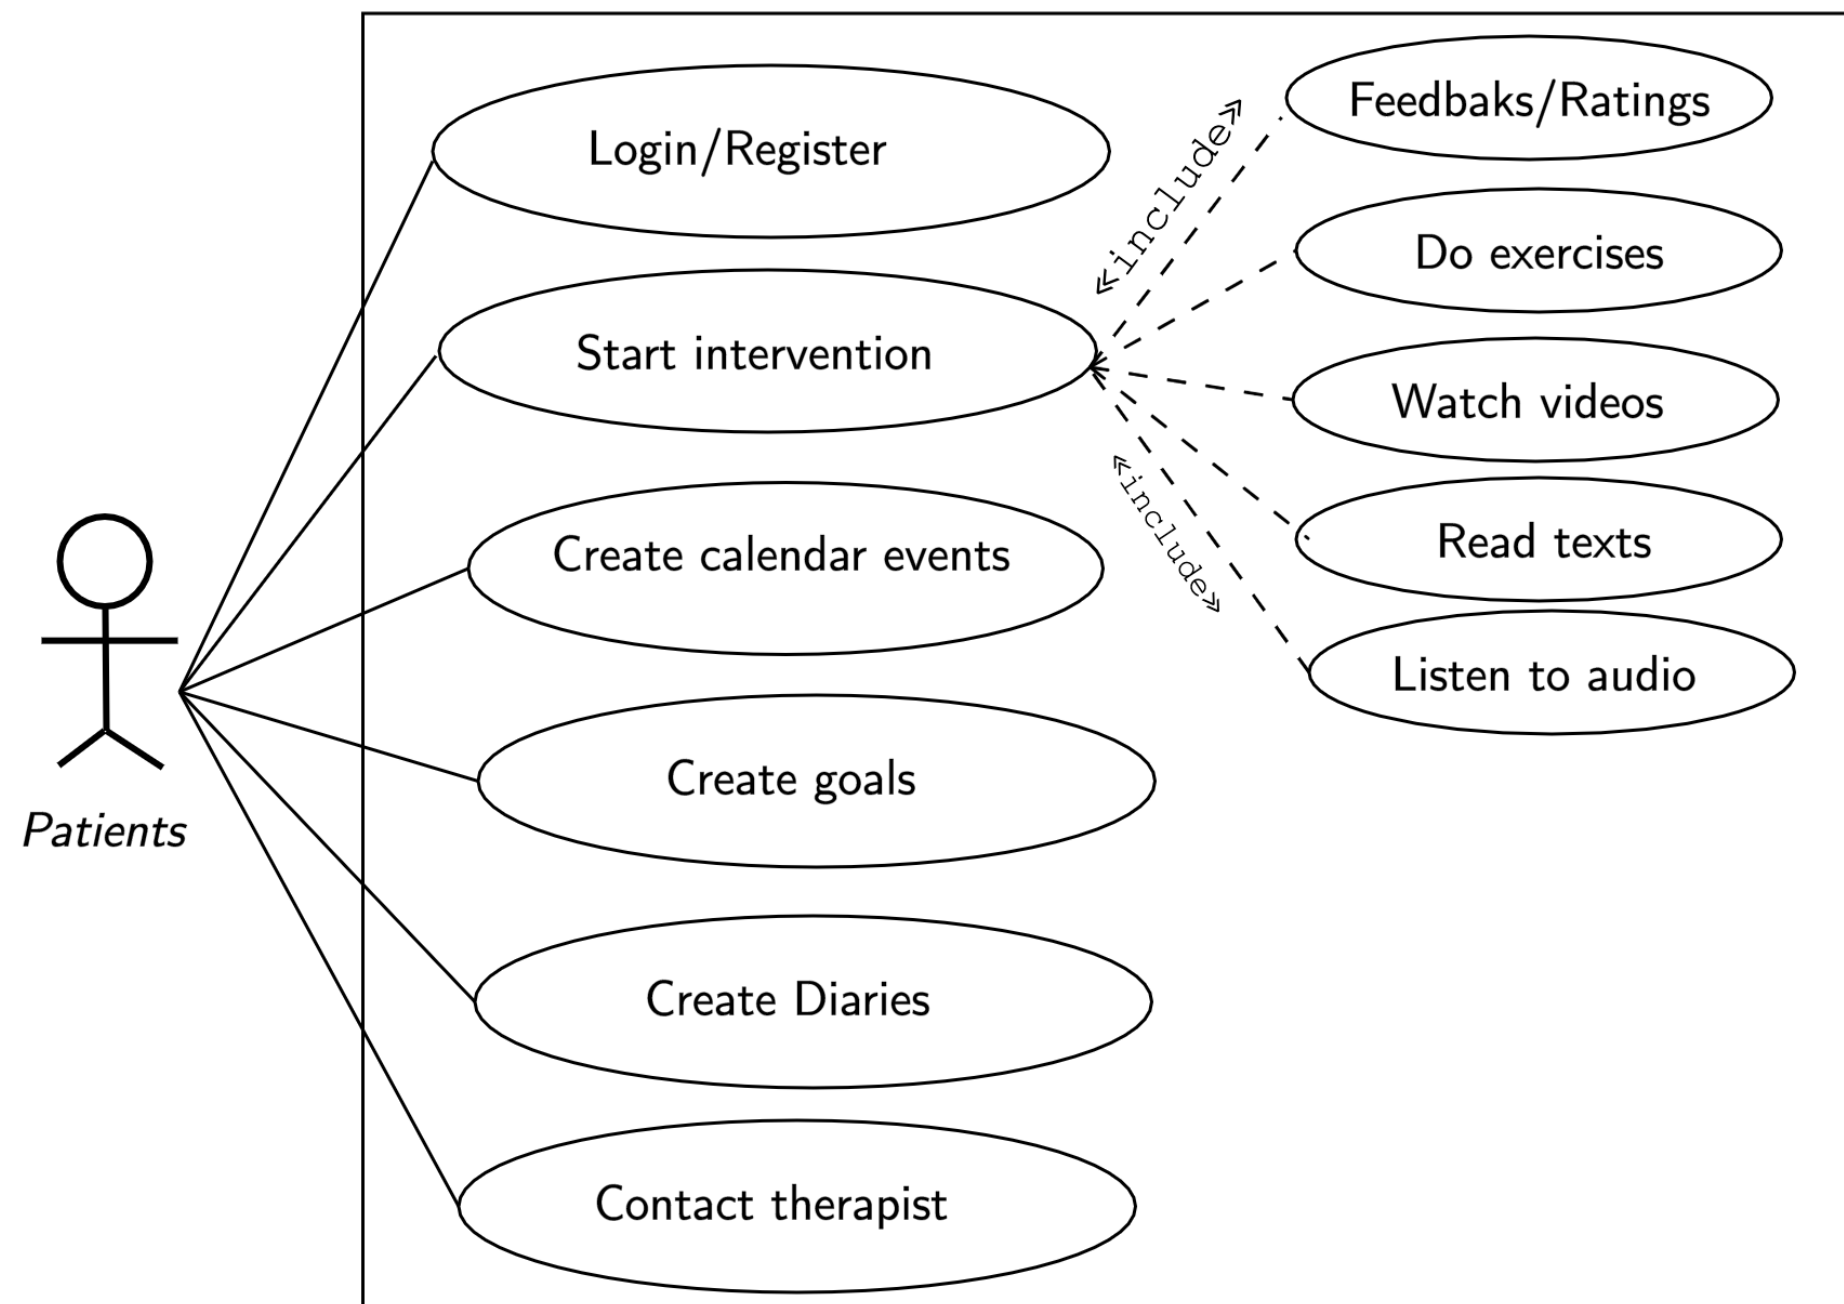 Feedbaks/Ratings
Login/Register
«include»
Do exercises
Start intervention
Watch videos
«include»
Create calendar events
Read texts
Listen to audio
Create goals
Patients
Create Diaries
Contact therapist